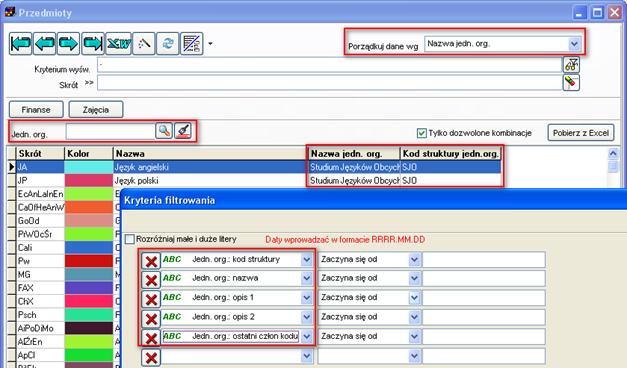 Przedmioty
Porządkuj dane wg Nazwa jedn. org.
Kryterium wyśw.
Skrót >>
Finanse Zajęcia
Jedn. org. Tylko dozwolone kombinacje Pobierz z Excel
Skrót Kolor Nazwa Nazwa jedn. org. Kod struktury jedn.org.
JA Język angielski Studium Języków Obcych SJO
JP Język polski Studium Języków Obcych SJO
EcAnLaInEn
CaOfHeAnW
GoOd
PiWOcŚr
Cali
Pw
MG
FAX
ChX
Psch
AiPoDiMo
AlŻrEn
ApCl
Kryteria filtrowania
Rozróżniaj małe i duże litery Daty wprowadzać w formacie RRRR.MM.DD
ABC Jedn. org.: kod struktury Zaczyna się od
ABC Jedn. org.: nazwa Zaczyna się od
ABC Jedn. org.: opis 1 Zaczyna się od
ABC Jedn. org.: opis 2 Zaczyna się od
ABC Jedn. org.: ostatni człon kodu Zaczyna się od